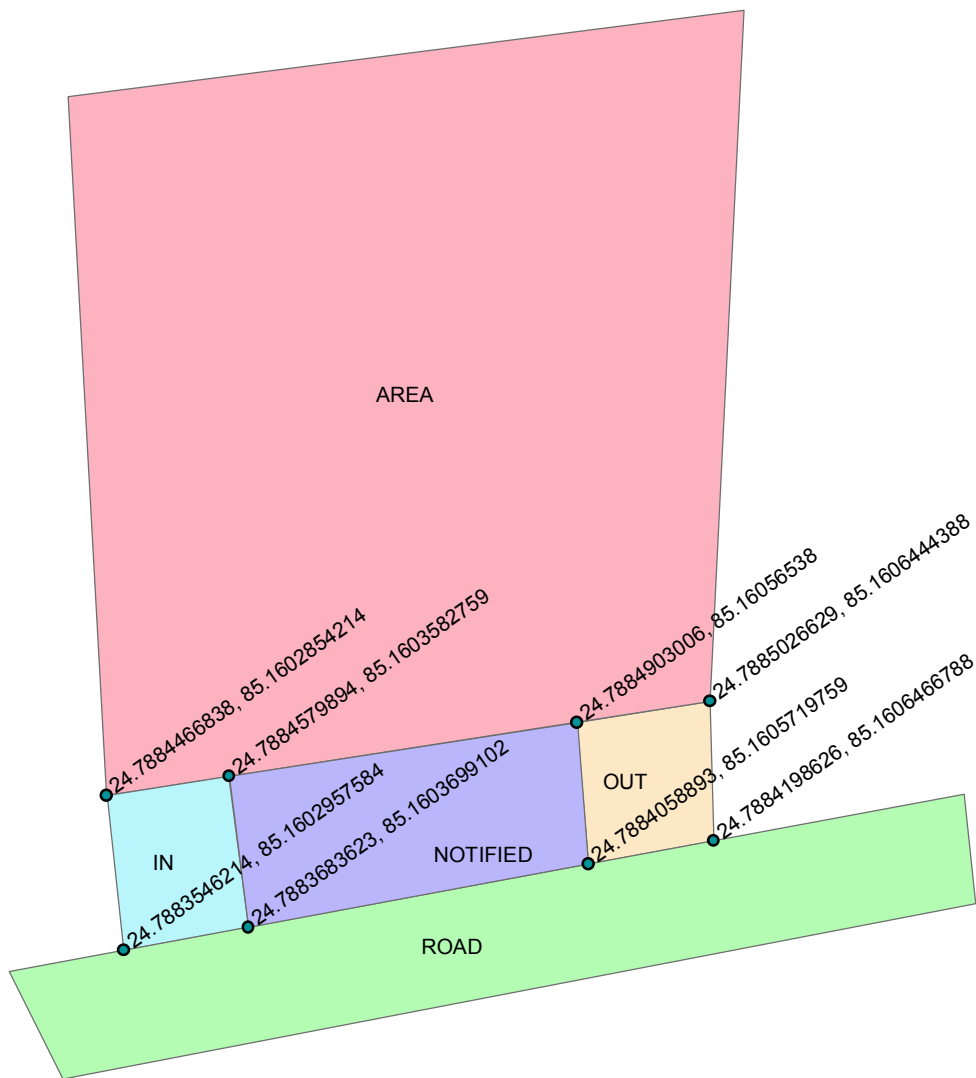 AREA
24.7884466838, 85.1602854214
24.7884579894, 85.1603582759
24.7884903006, 85.16056538
24.7885026629, 85.1606444388
IN
24.7883546214, 85.1602957584
24.7883683623, 85.1603699102
NOTIFIED
OUT
24.7884058893, 85.1605719759
24.7884198626, 85.1606466788
ROAD